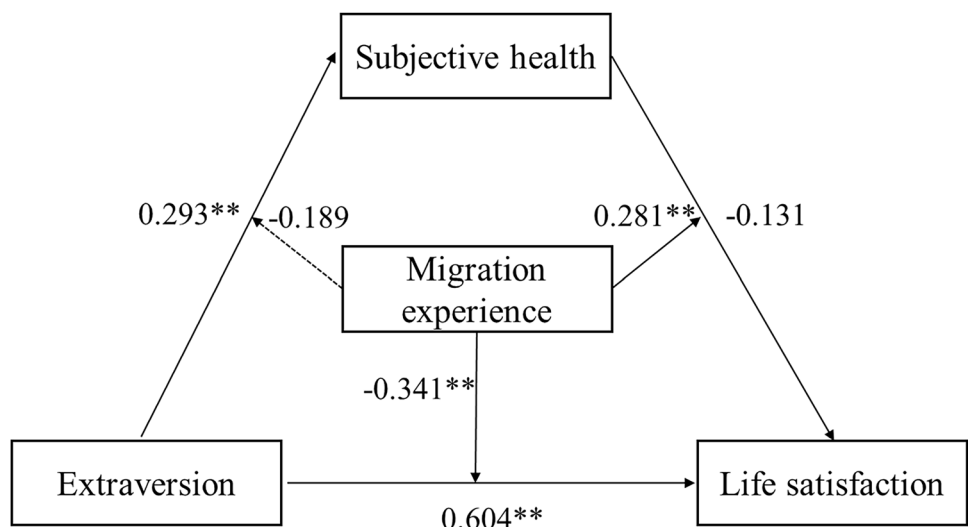 Subjective health
0.293**
-0.189
0.281**
-0.131
Migration
experience
-0.341**
Extraversion
Life satisfaction
0.604**